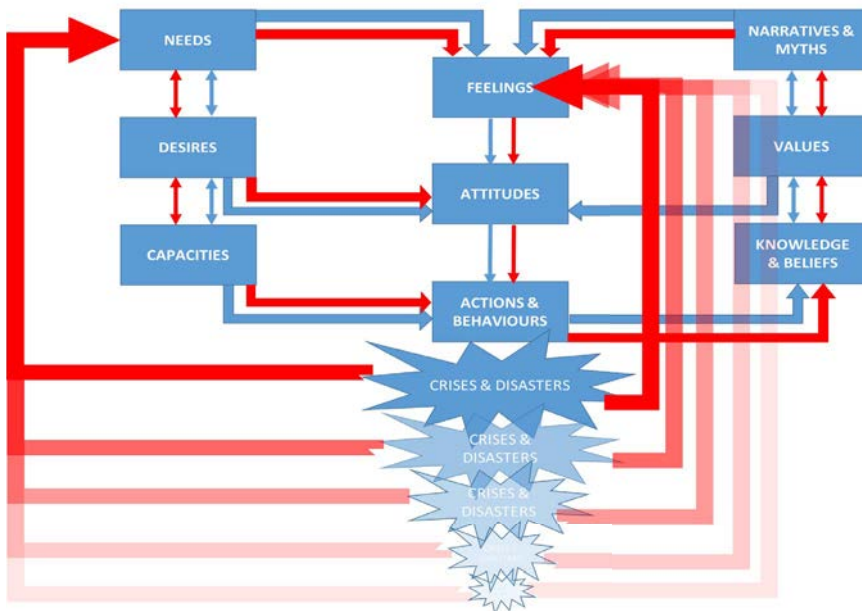 NEEDS
NARRATIVES &
MYTHS
FEELINGS
DESIRES
VALUES
ATTITUDES
CAPACITIES
KNOWLEDGE
& BELIEFS
ACTIONS &
BEHAVIOURS
CRISES & DISASTERS
CRISES &
DISASTERS
CRISES &
DISASTERS